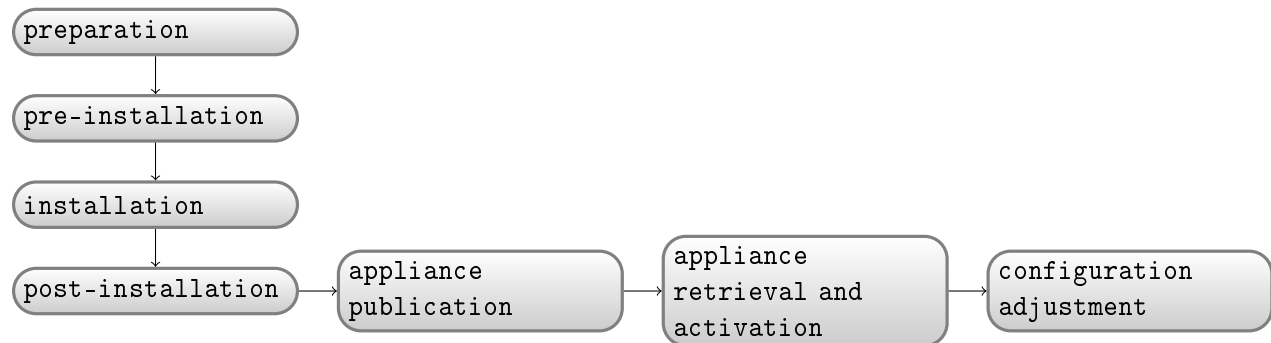 preparation
pre-installation
installation
post-installation
appliance
publication
appliance
retrieval and
activation
configuration
adjustment